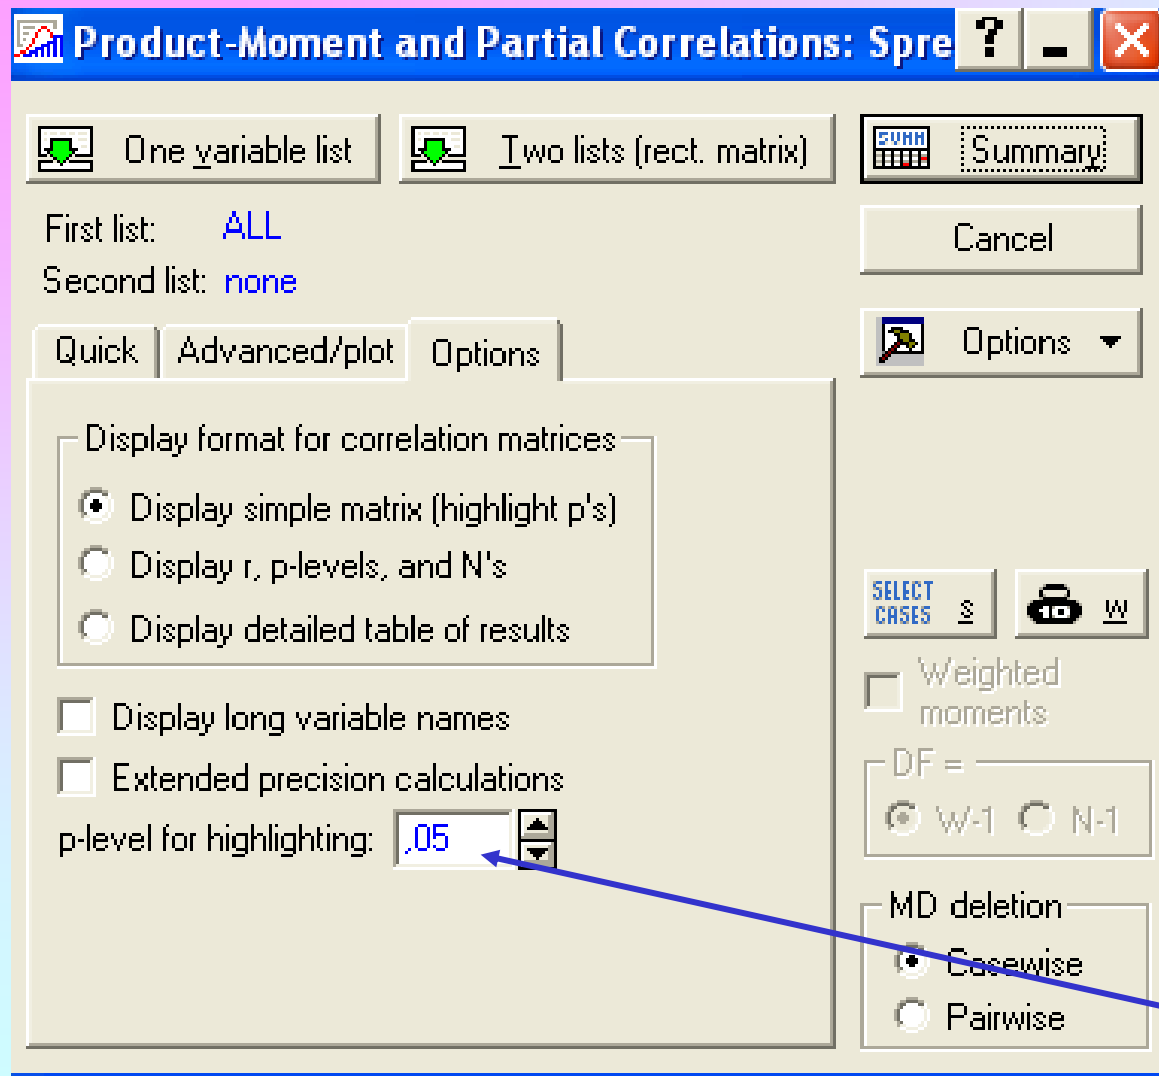 Product-Moment and Partial Correlations: Spre
One variable list
Two lists (rect. matrix)
SUMM
Summary
First list: ALL
Cancel
Second list: none
Quick
Advanced/plot
Options
Options
Display format for correlation matrices
Display simple matrix (highlight p's)
Display r, p-levels, and N's
Display detailed table of results
SELECT
CASES
S
10
W
Weighted
moments
Display long variable names
Extended precision calculations
DF =
W-1
N-1
p-level for highlighting: ,05
MD deletion
Casewise
Pairwise